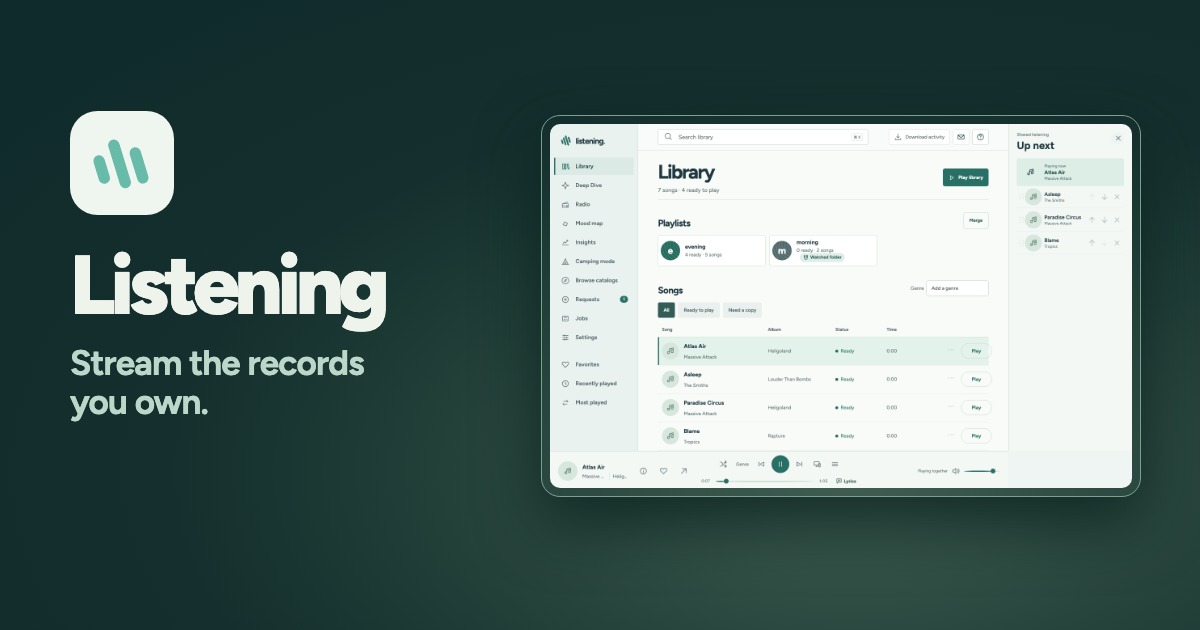 Listening
Stream the records
you own.
listening.
Library
Deep Dive
Radio
Mood map
Insights
Camping mode
Browse catalogs
Requests
Jobs
Settings
Favorites
Recently played
Most played
Search library
Download activity
Library
7 songs · 4 ready to play
Play library
Playlists
Merge
e
evening
4 ready · 5 songs
m
morning
0 ready · 2 songs
Watched folder
Songs
Genre
Add a genre
All
Ready to play
Need a copy
Song
Album
Status
Time
Atlas Air
Massive Attack
Heligoland
Ready
0:00
Play
Asleep
The Smiths
Louder Than Bombs
Ready
0:00
Play
Paradise Circus
Massive Attack
Heligoland
Ready
0:00
Play
Blame
Tropics
Rapture
Ready
0:00
Play
Shared listening
Up next
Playing now
Atlas Air
Massive Attack
Asleep
The Smiths
Paradise Circus
Massive Attack
Blame
Tropics
Atlas Air
Massive ...
Helig...
Genre
0:07
Lyrics
Playing together